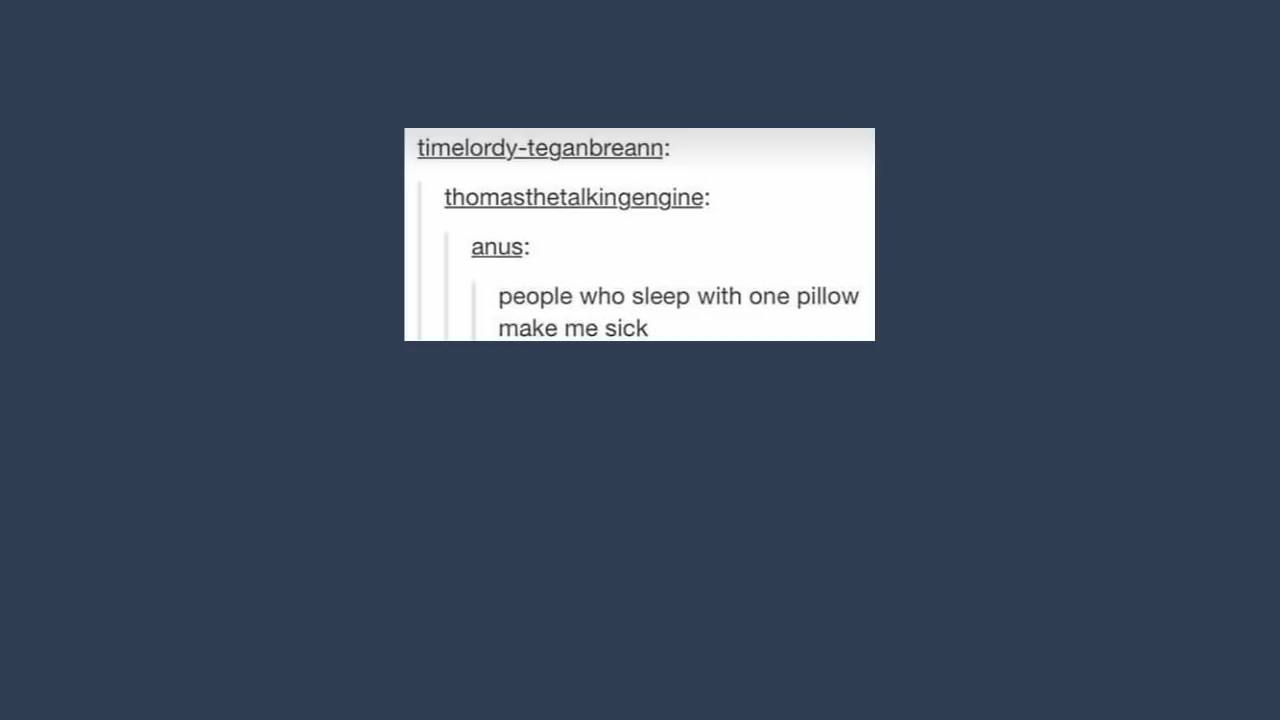 timelordy-teganbreann:
thomasthetalkingengine:
anus:
people who sleep with one pillow
make me sick